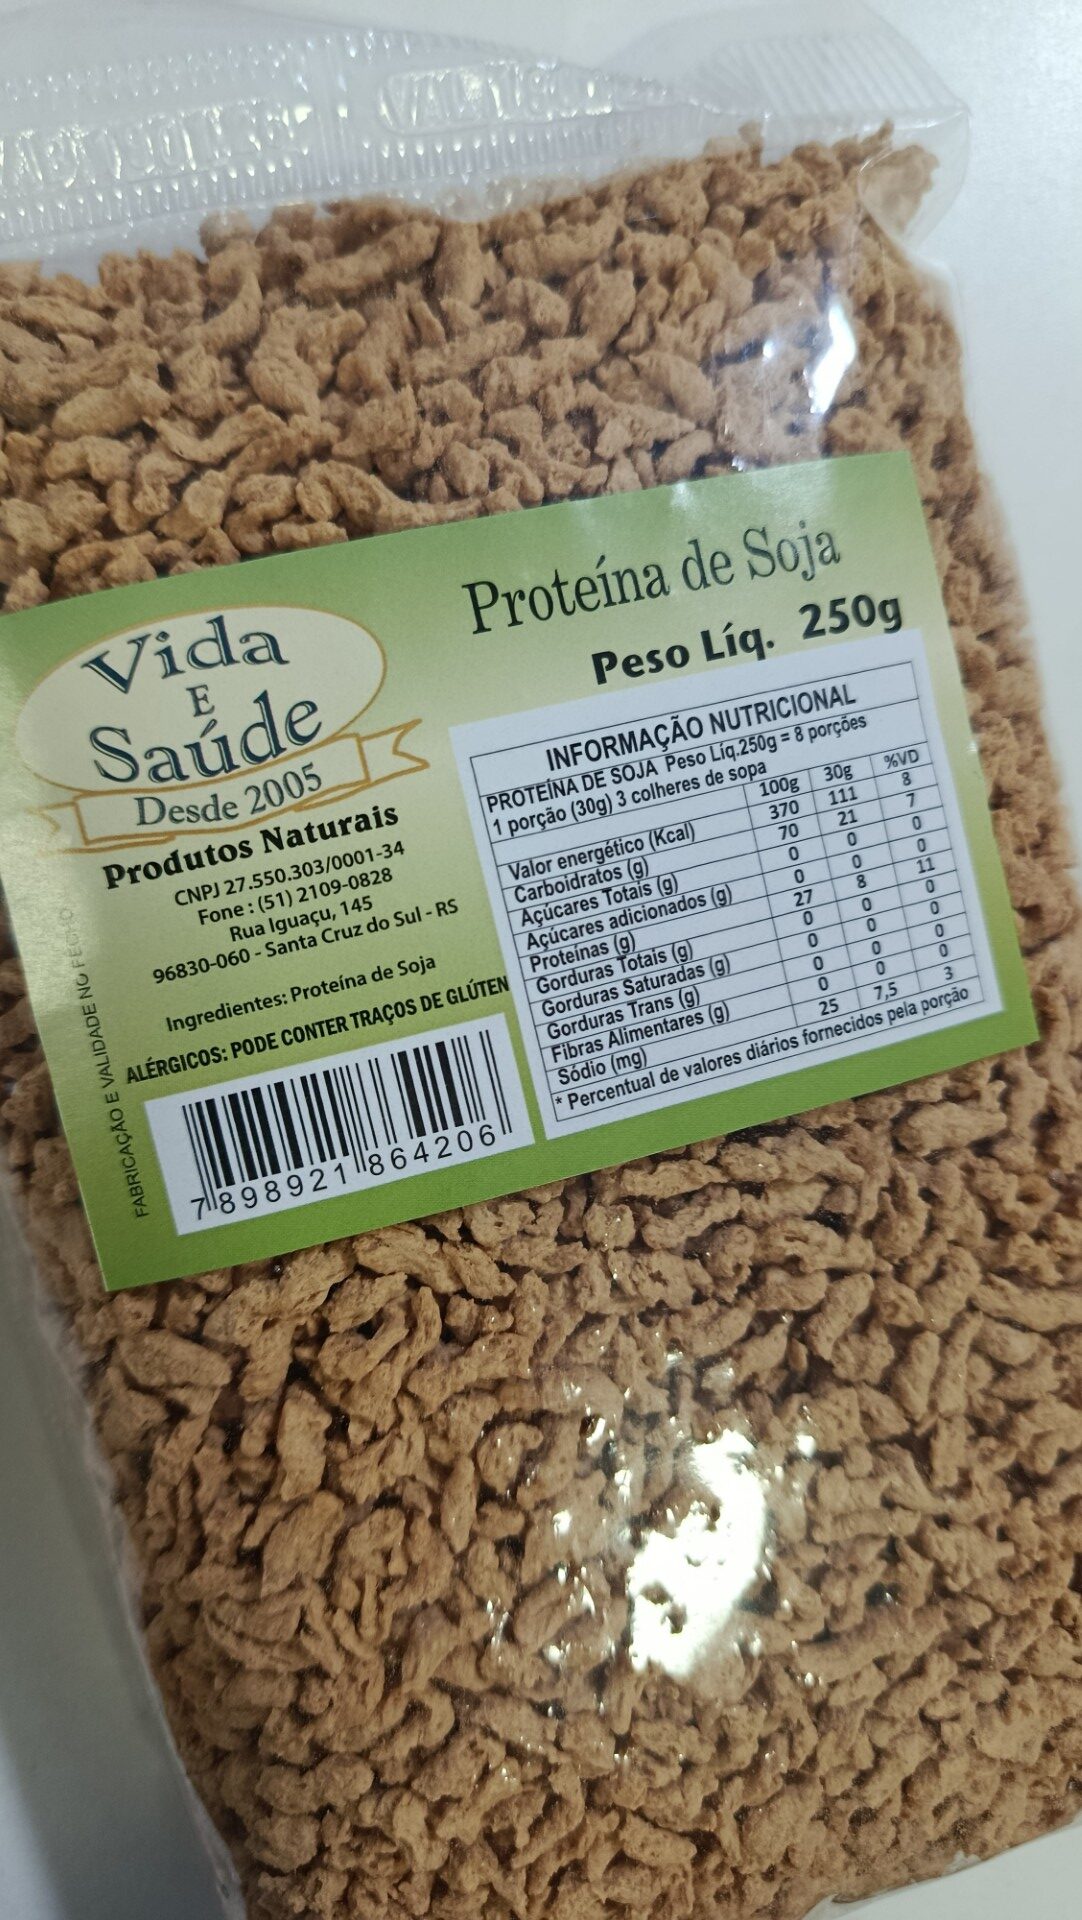 Vida
E
Saúde
Desde 2005
Produtos Naturais
CNPJ 27.550.303/0001-34
Fone : (51) 2109-0828
Rua Iguaçu, 145
96830-060 - Santa Cruz do Sul - RS
Ingredientes: Proteína de Soja
ALÉRGICOS: PODE CONTER TRAÇOS DE GLÚTEN
7 898921 864206
FABRICAÇÃO E VALIDADE NO FECHO
Proteína de Soja
Peso Líq. 250g
INFORMAÇÃO NUTRICIONAL
PROTEÍNA DE SOJA Peso Líq.250g = 8 porções
1 porção (30g) 3 colheres de sopa
100g 30g %VD
Valor energético (Kcal) 370 111 8
Carboidratos (g) 70 21 7
Açúcares Totais (g) 0 0 0
Açúcares adicionados (g) 0 0 0
Proteínas (g) 27 8 11
Gorduras Totais (g) 0 0 0
Gorduras Saturadas (g) 0 0 0
Gorduras Trans (g) 0 0 0
Fibras Alimentares (g) 0 0 0
Sódio (mg) 25 7,5 3
* Percentual de valores diários fornecidos pela porção